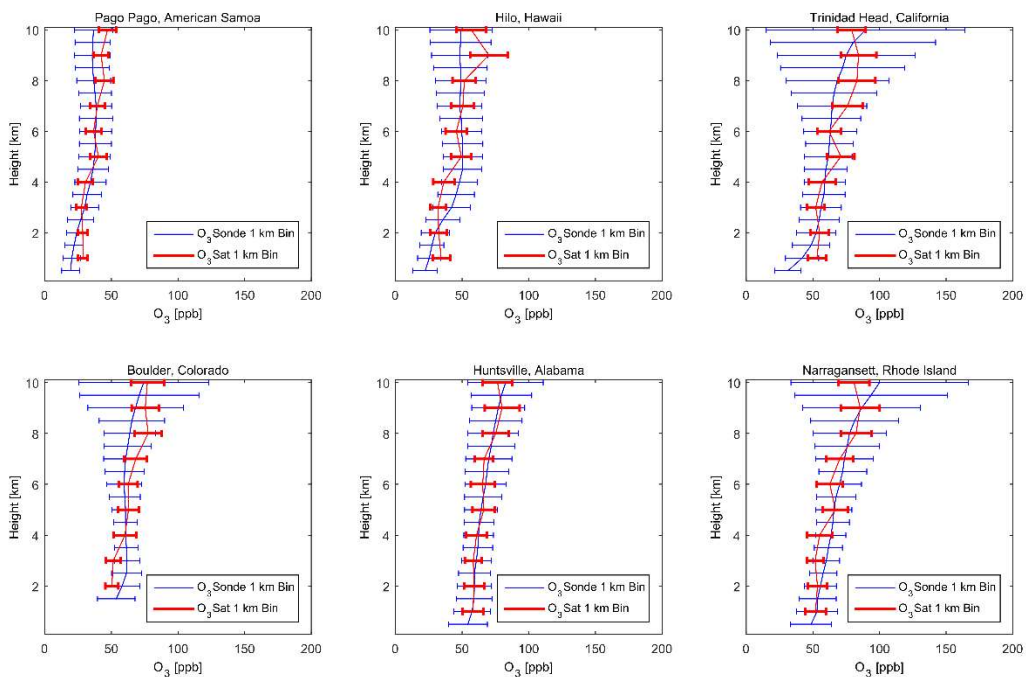 Pago Pago, American Samoa
10
8
6
4
2
Height [km]
O3 Sonde 1 km Bin
O3 Sat 1 km Bin
0 50 100 150 200
O3 [ppb]
Hilo, Hawaii
10
8
6
4
2
Height [km]
O3 Sonde 1 km Bin
O3 Sat 1 km Bin
0 50 100 150 200
O3 [ppb]
Trinidad Head, California
10
8
6
4
2
Height [km]
O3 Sonde 1 km Bin
O3 Sat 1 km Bin
0 50 100 150 200
O3 [ppb]
Boulder, Colorado
10
8
6
4
2
Height [km]
O3 Sonde 1 km Bin
O3 Sat 1 km Bin
0 50 100 150 200
O3 [ppb]
Huntsville, Alabama
10
8
6
4
2
Height [km]
O3 Sonde 1 km Bin
O3 Sat 1 km Bin
0 50 100 150 200
O3 [ppb]
Narragansett, Rhode Island
10
8
6
4
2
Height [km]
O3 Sonde 1 km Bin
O3 Sat 1 km Bin
0 50 100 150 200
O3 [ppb]